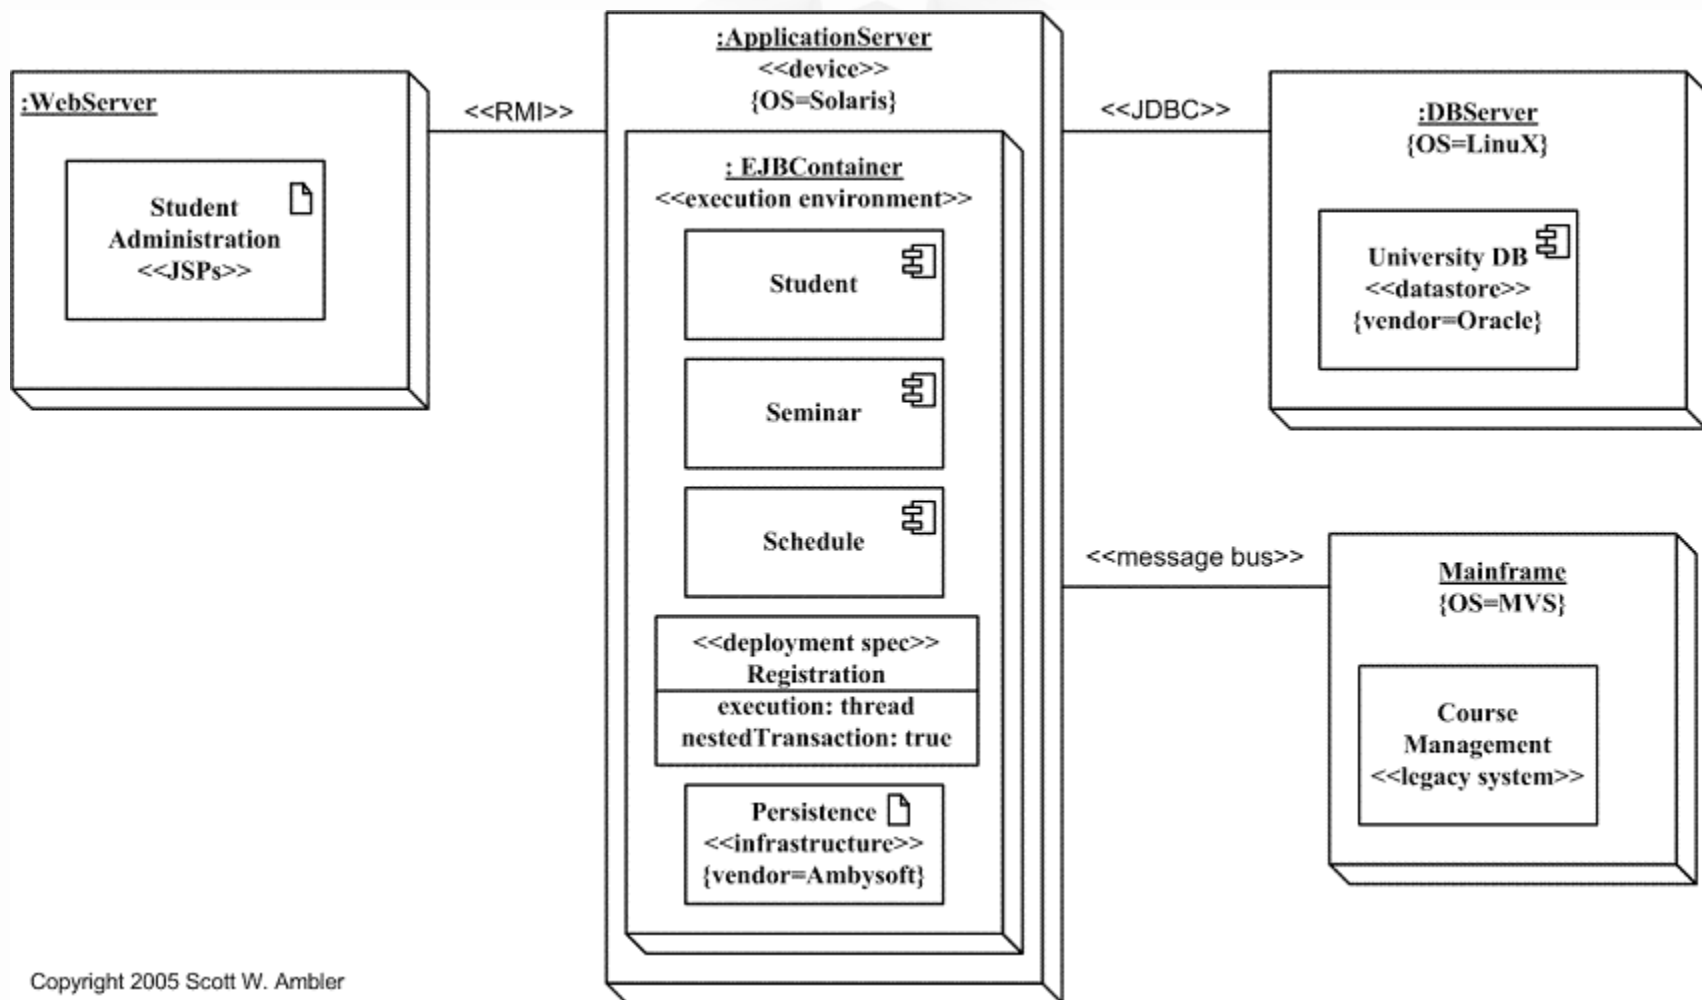 :WebServer
Student
Administration
<<JSPs>>
<<RMI>>
:ApplicationServer
<<device>>
{OS=Solaris}
: EJBContainer
<<execution environment>>
Student
Seminar
Schedule
<<deployment spec>>
Registration
execution: thread
nestedTransaction: true
Persistence
<<infrastructure>>
{vendor=Ambysoft}
<<JDBC>>
:DBServer
{OS=LinuX}
University DB
<<datastore>>
{vendor=Oracle}
<<message bus>>
Mainframe
{OS=MVS}
Course
Management
<<legacy system>>
Copyright 2005 Scott W. Ambler